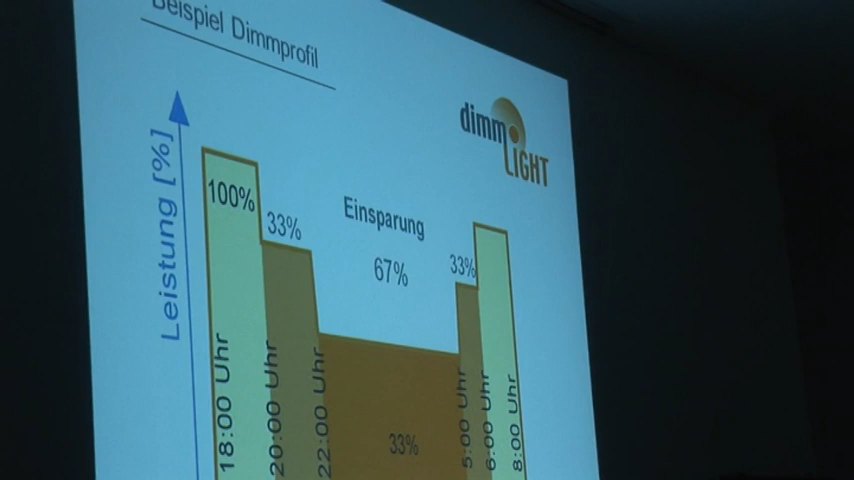 Beispiel Dimmprofil
dimm
LIGHT
Leistung [%]
100%
33%
Einsparung
67%
33%
33%
18:00 Uhr
20:00 Uhr
22:00 Uhr
5:00 Uhr
6:00 Uhr
8:00 Uhr